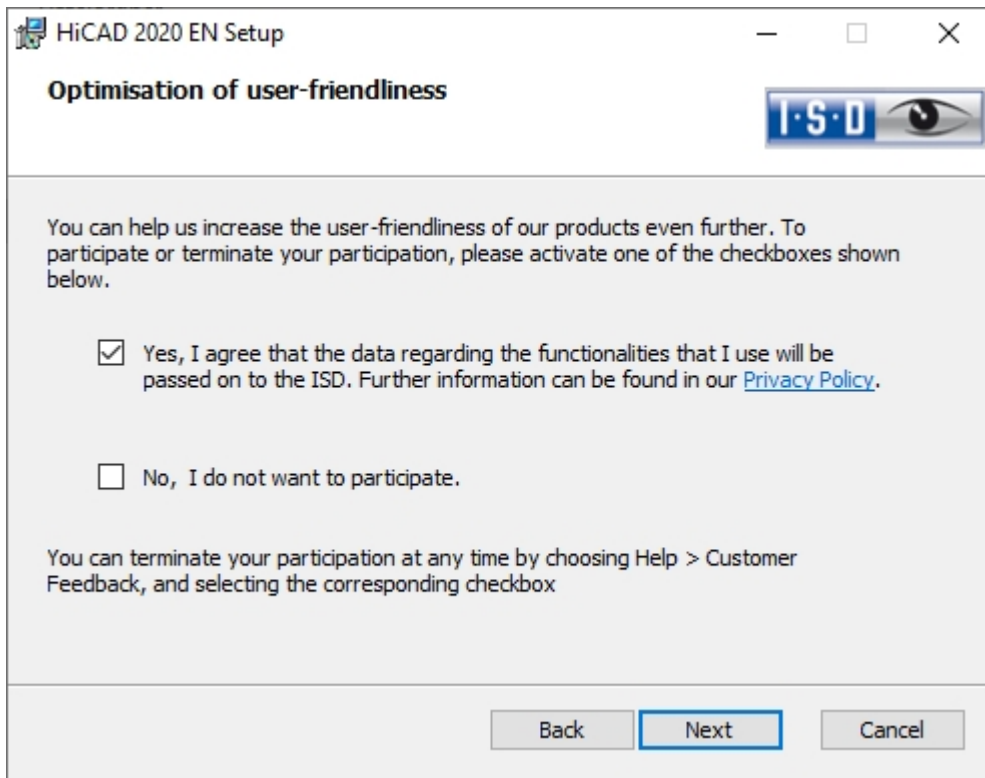 HiCAD 2020 EN Setup
Optimisation of user-friendliness
I·S·D
You can help us increase the user-friendliness of our products even further. To
participate or terminate your participation, please activate one of the checkboxes shown
below.
Yes, I agree that the data regarding the functionalities that I use will be
passed on to the ISD. Further information can be found in our Privacy Policy.
No, I do not want to participate.
You can terminate your participation at any time by choosing Help > Customer
Feedback, and selecting the corresponding checkbox
Back Next Cancel